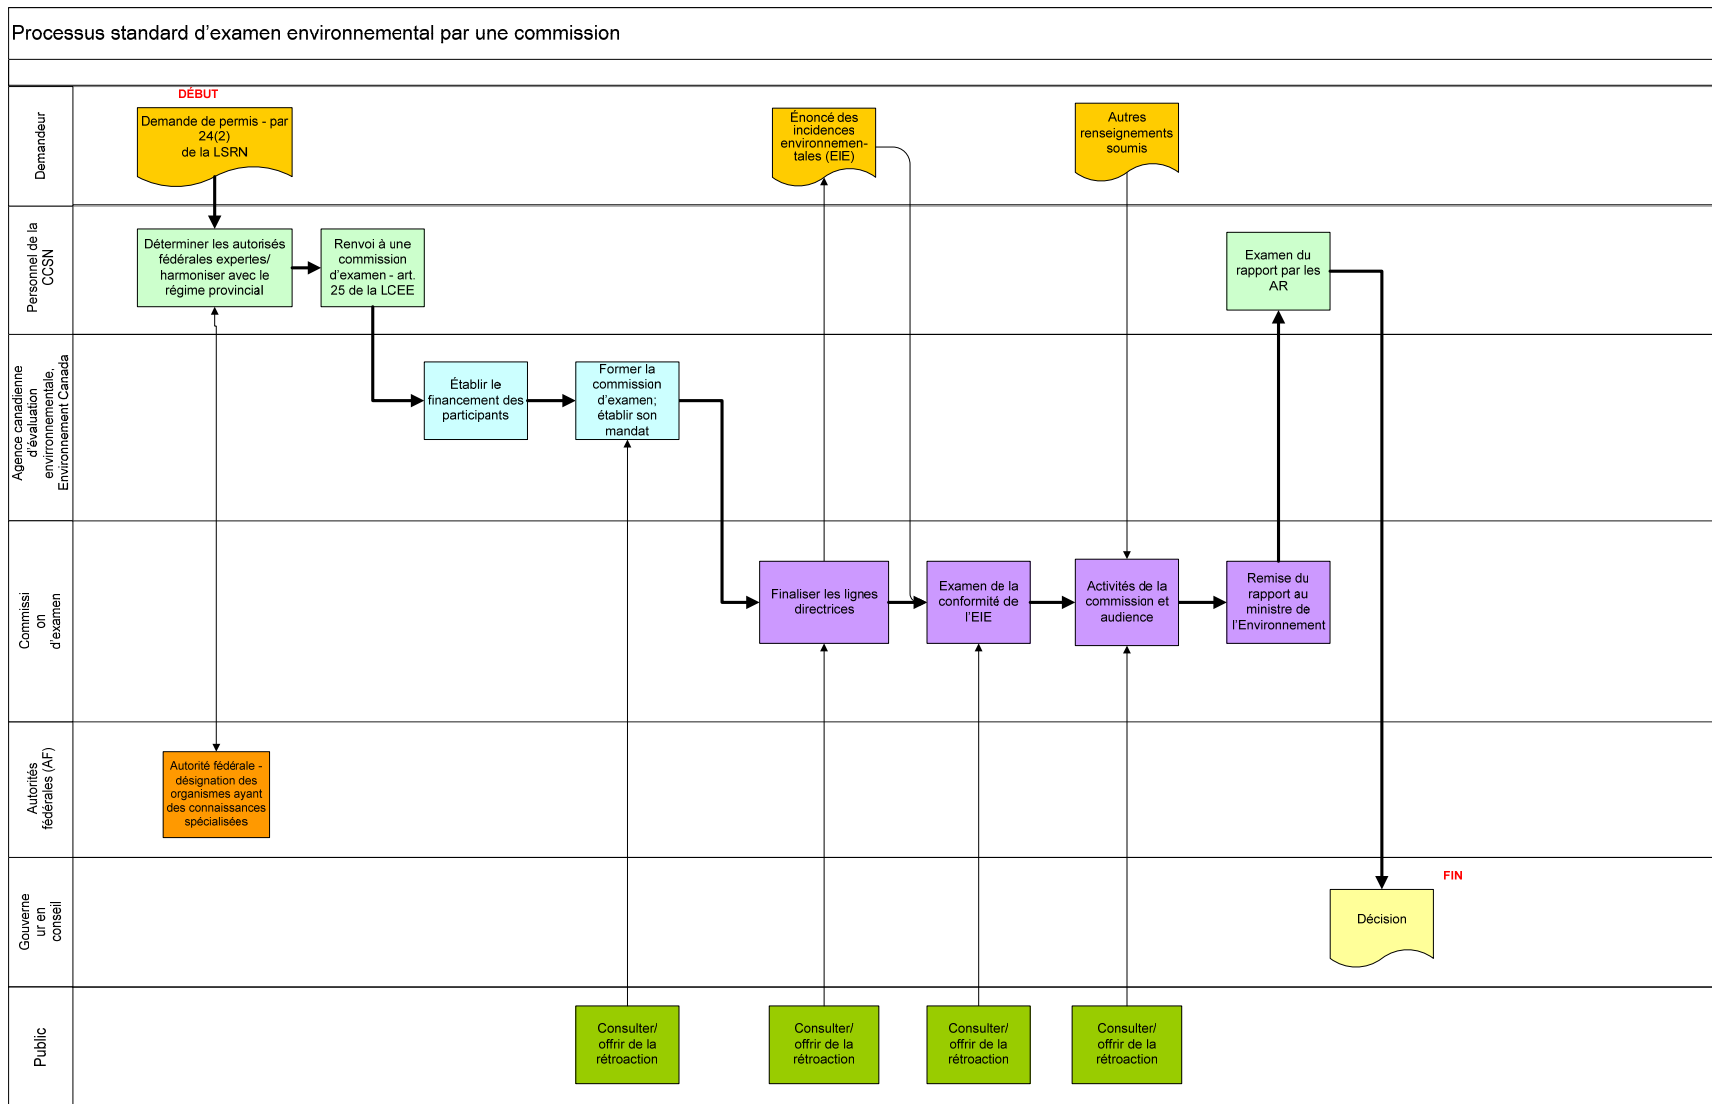 Processus standard d'examen environnemental par une commission
Demandeur
DÉBUT
Demande de permis - par
24(2)
de la LSRN
Énoncé des
incidences
environnemen-
tales (EIE)
Autres
renseignements
soumis
Personnel de la
CCSN
Déterminer les autorisés
fédérales expertes/
harmoniser avec le
régime provincial
Renvoi à une
commission
d'examen - art.
25 de la LCEE
Examen du
rapport par les
AR
Agence canadienne
d'évaluation
envirnonnementale,
Environnement Canada
Établir le
financement des
participants
Former la
commission
d'examen;
établir son
mandat
Commissi
on
d'examen
Finaliser les lignes
directrices
Examen de la
conformité de
l'EIE
Activités de la
commission et
audience
Remise du
rapport au
ministre de
l'Environnement
Autorités
fédérales (AF)
Autorité fédérale -
désignation des
organismes ayant
des connaissances
spécialisées
Gouverne
ur en
conseil
FIN
Décision
Public
Consulter/
offrir de la
rétroaction
Consulter/
offrir de la
rétroaction
Consulter/
offrir de la
rétroaction
Consulter/
offrir de la
rétroaction